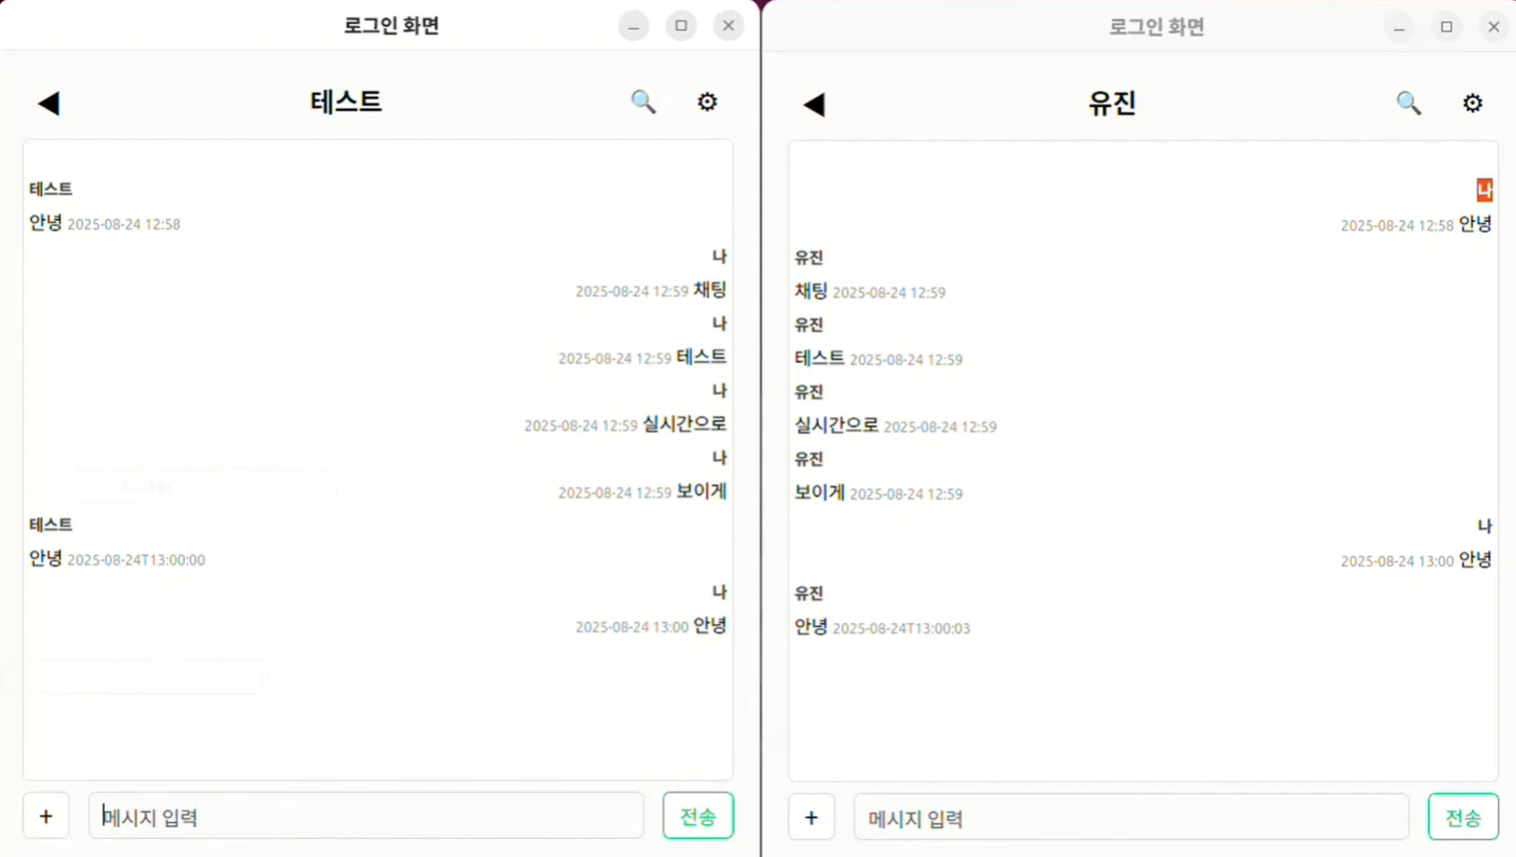 로그인 화면
테스트
테스트
안녕 2025-08-24 12:58
나
2025-08-24 12:59 채팅
나
2025-08-24 12:59 테스트
나
2025-08-24 12:59 실시간으로
나
2025-08-24 12:59 보이게
테스트
안녕 2025-08-24T13:00:00
나
2025-08-24 13:00 안녕
+ 메시지 입력 전송
로그인 화면
유진
나
2025-08-24 12:58 안녕
유진
채팅 2025-08-24 12:59
유진
테스트 2025-08-24 12:59
유진
실시간으로 2025-08-24 12:59
유진
보이게 2025-08-24 12:59
나
2025-08-24 13:00 안녕
유진
안녕 2025-08-24T13:00:03
+ 메시지 입력 전송